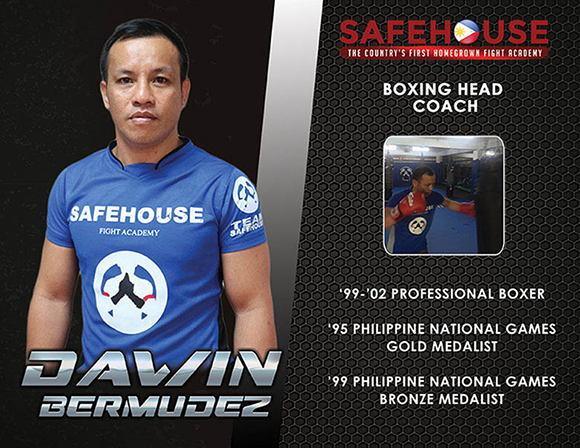 SAFEHOUSE
THE COUNTRY'S FIRST HOMEGROWN FIGHT ACADEMY
BOXING HEAD
COACH
SAFEHOUSE
FIGHT ACADEMY
TEAM
SAFEHOUSE
'99-'02 PROFESSIONAL BOXER
'95 PHILIPPINE NATIONAL GAMES
GOLD MEDALIST
'99 PHILIPPINE NATIONAL GAMES
BRONZE MEDALIST
DAWIN
BERMUDEZ